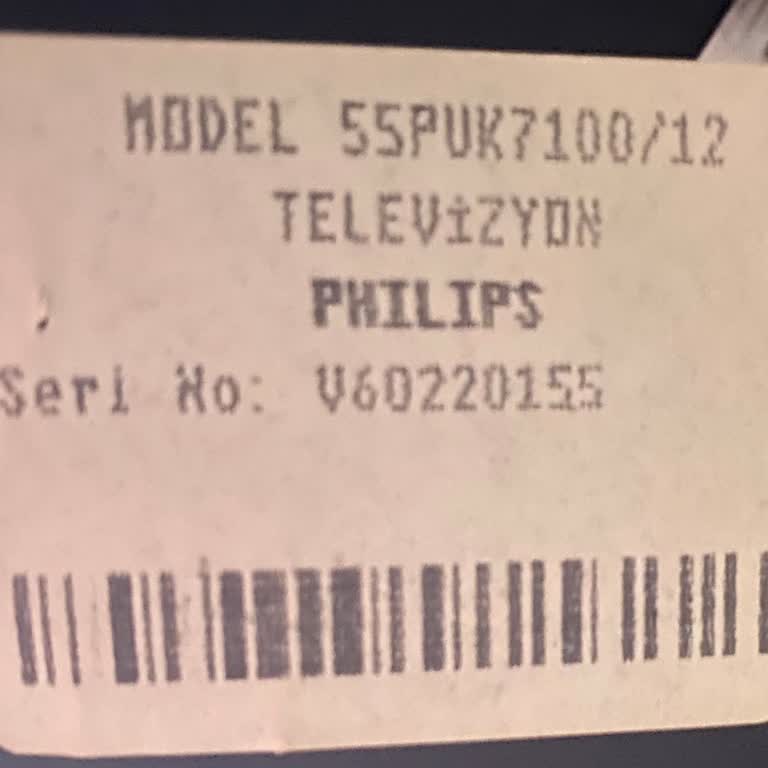 MODEL 55PUK7100/12
TELEVİZYON
PHILIPS
Seri No: V60220155